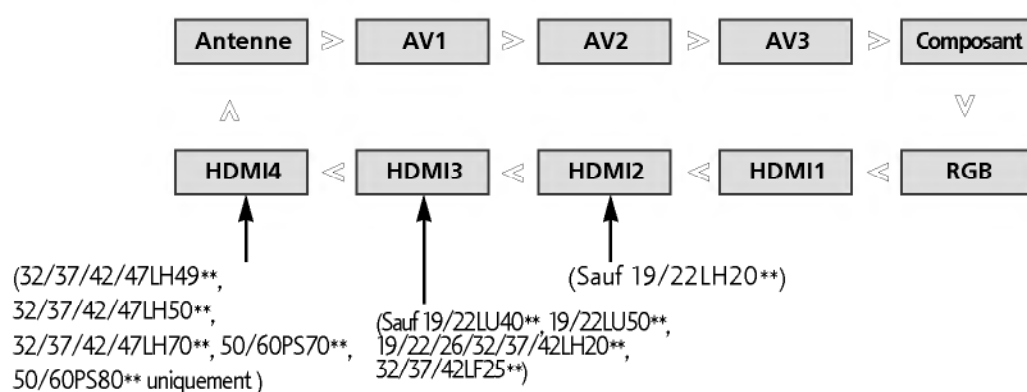 Antenne > AV1 > AV2 > AV3 > Composant
HDMI4 < HDMI3 < HDMI2 < HDMI1 < RGB
(32/37/42/47LH49**,
32/37/42/47LH50**,
32/37/42/47LH70**, 50/60PS70**,
50/60PS80** uniquement )
(Sauf 19/22LU40**, 19/22LU50**,
19/22/26/32/37/42LH20**,
32/37/42LF25**)
(Sauf 19/22LH20**)